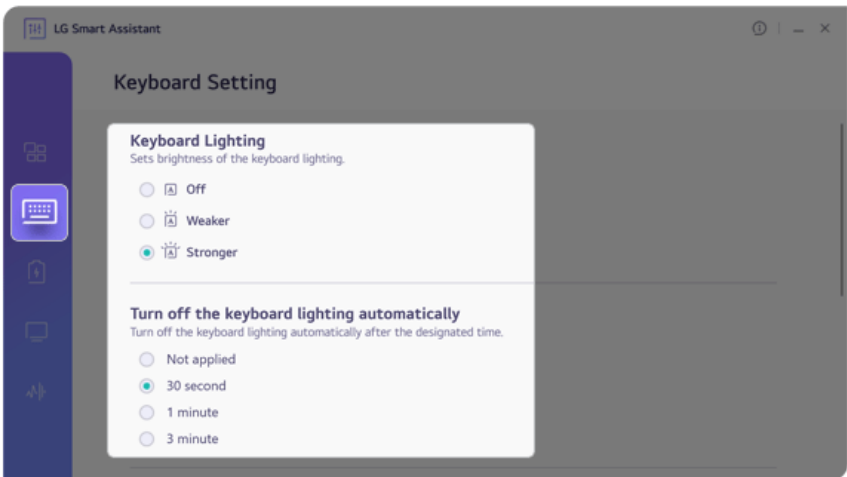 LG Smart Assistant
Keyboard Setting
Keyboard Lighting
Sets brightness of the keyboard lighting.
A Off
A Weaker
A Stronger
Turn off the keyboard lighting automatically
Turn off the keyboard lighting automatically after the designated time.
Not applied
30 second
1 minute
3 minute